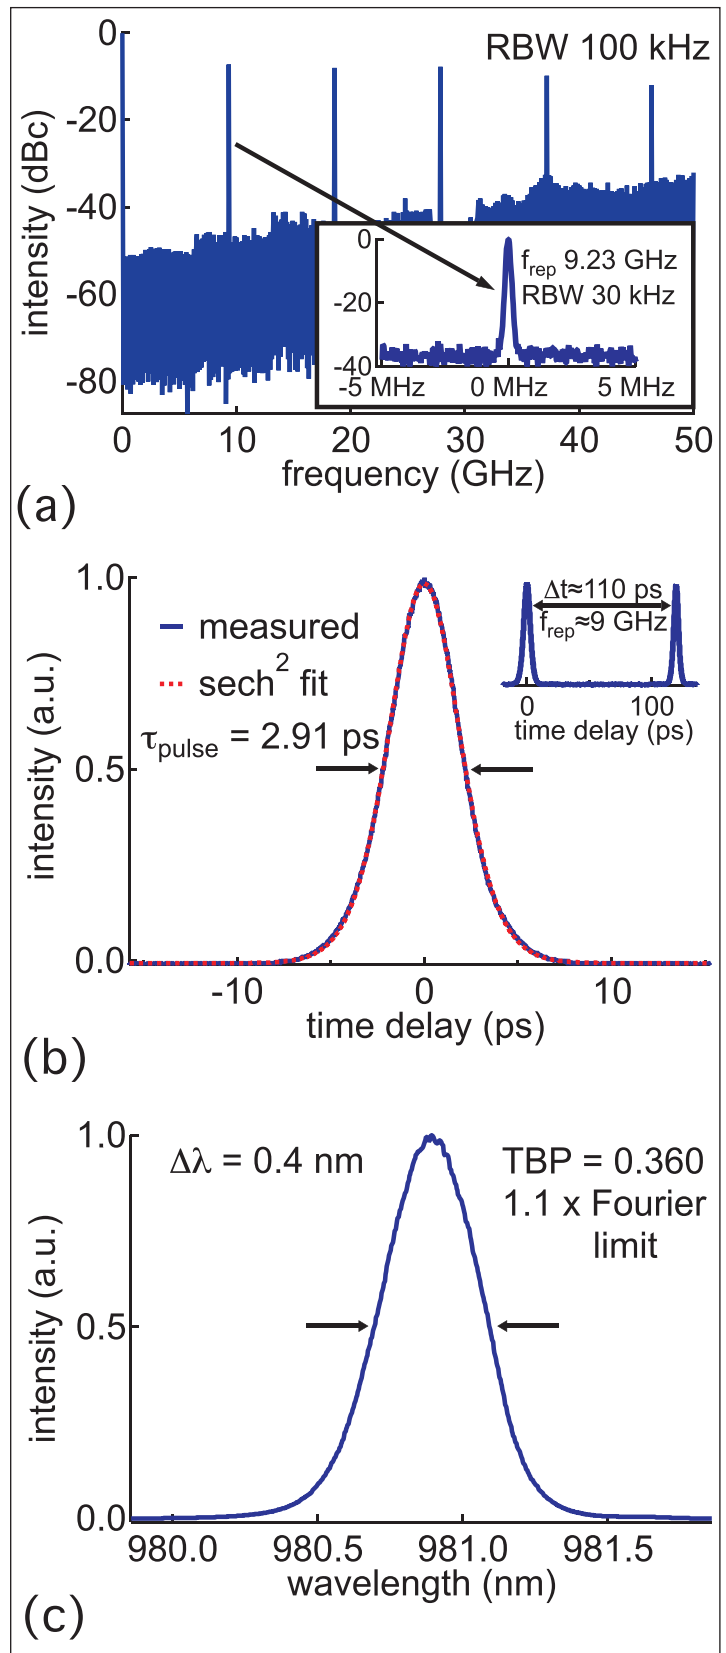 RBW 100 kHz
intensity (dBc)
0
-20
-40
-60
-80
0
-20
-40
f_rep 9.23 GHz
RBW 30 kHz
-5 MHz 0 MHz 5 MHz
0 10 20 30 40 50
frequency (GHz)
(a)
intensity (a.u.)
1.0
0.5
0.0
measured
sech² fit
τ_pulse = 2.91 ps
Δt≈110 ps
f_rep≈9 GHz
0 100
time delay (ps)
-10 0 10
time delay (ps)
(b)
intensity (a.u.)
1.0
0.5
0.0
Δλ = 0.4 nm
TBP = 0.360
1.1 x Fourier
limit
980.0 980.5 981.0 981.5
wavelength (nm)
(c)